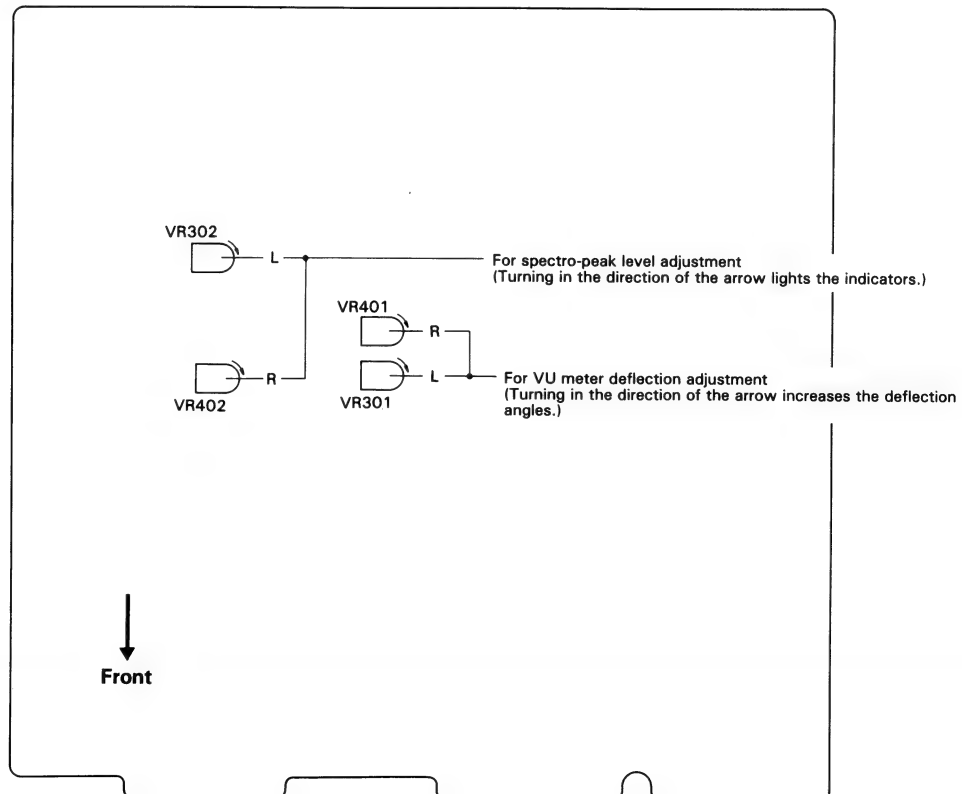 VR302
L
For spectro-peak level adjustment
(Turning in the direction of the arrow lights the indicators.)
VR401
R
R
VR402
L
VR301
For VU meter deflection adjustment
(Turning in the direction of the arrow increases the deflection
angles.)
Front